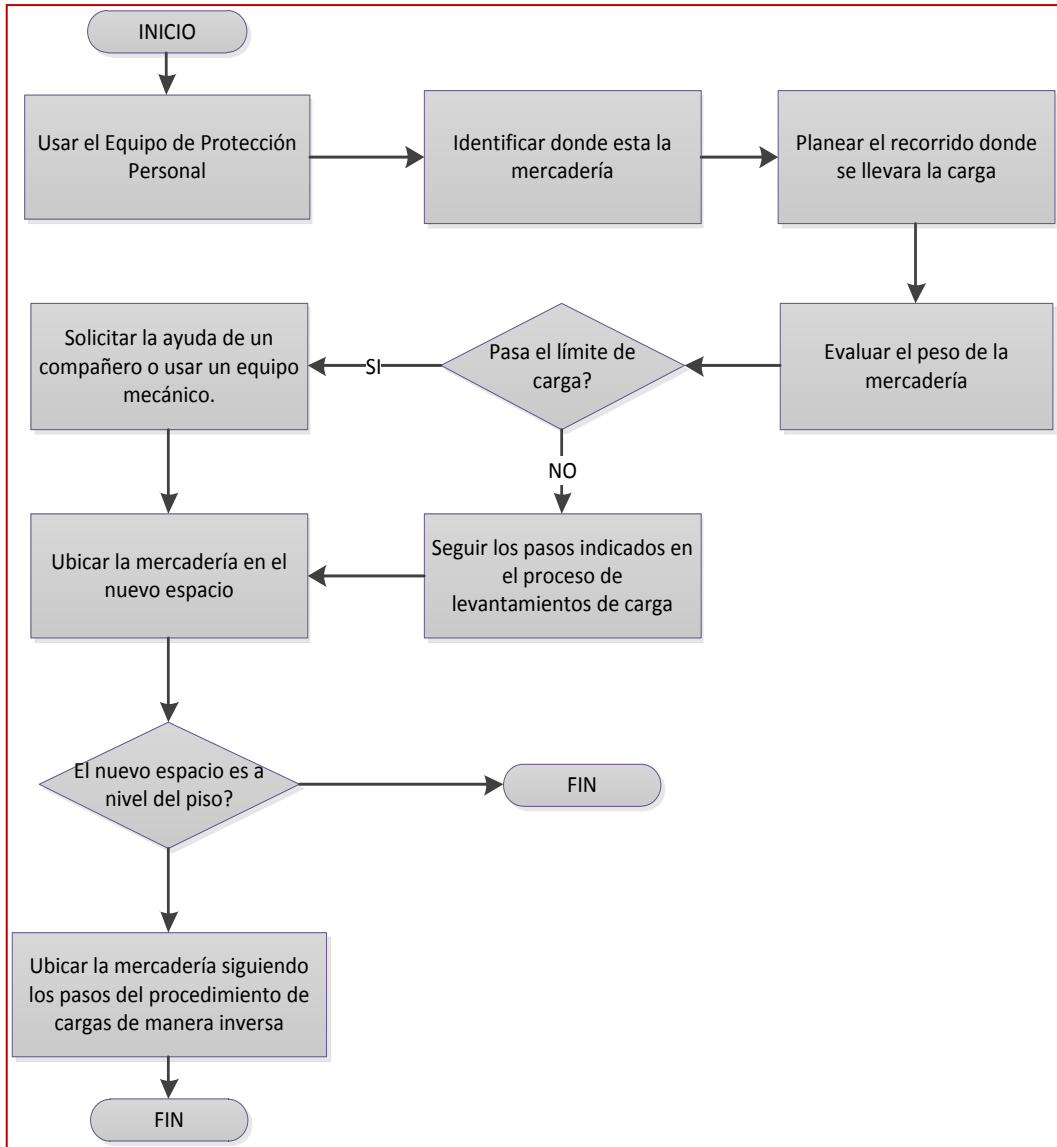 INICIO
Usar el Equipo de Protección
Personal
Identificar donde esta la
mercadería
Planear el recorrido donde
se llevara la carga
Evaluar el peso de la
mercadería
Pasa el límite de
carga?
SI
Solicitar la ayuda de un
compañero o usar un equipo
mecánico.
NO
Seguir los pasos indicados en
el proceso de
levantamientos de carga
Ubicar la mercadería en el
nuevo espacio
El nuevo espacio es a
nivel del piso?
FIN
Ubicar la mercadería siguiendo
los pasos del procedimiento de
cargas de manera inversa
FIN